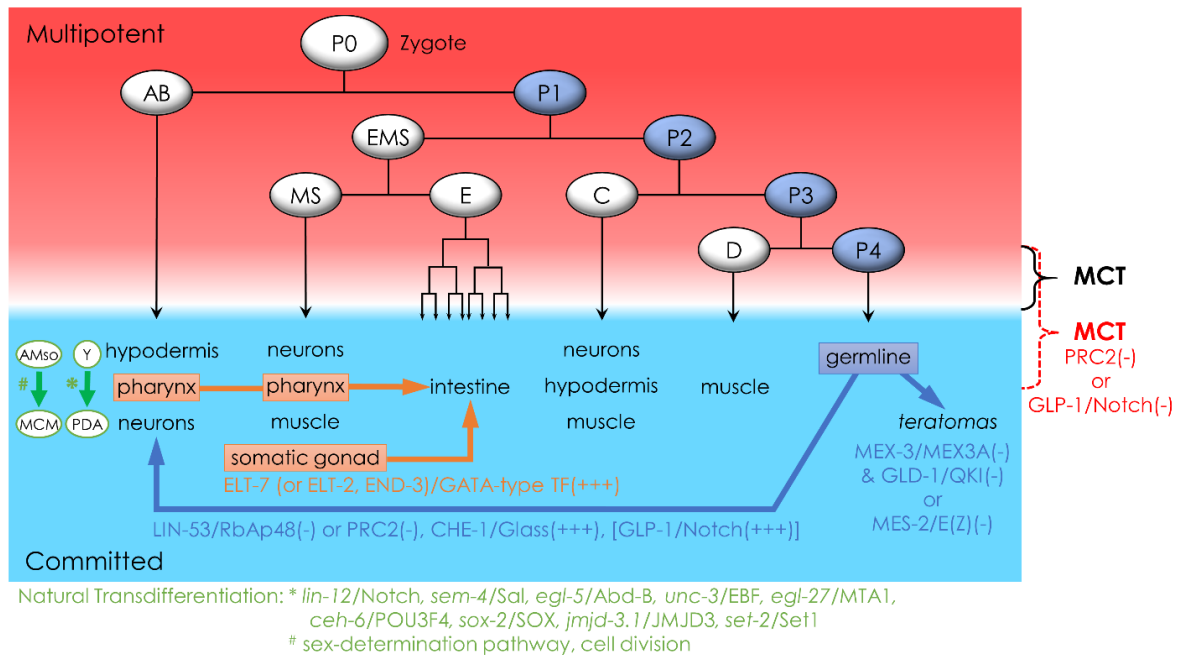 Multipotent
P0 Zygote
AB
P1
EMS
P2
MS
E
C
P3
D
P4
MCT
MCT
PRC2(-)
or
GLP-1/Notch(-)
AMso
Y
#
*
MCM
PDA
hypodermis
pharynx
neurons
neurons
pharynx
muscle
somatic gonad
intestine
neurons
hypodermis
muscle
muscle
germline
teratomas
MEX-3/MEX3A(-)
& GLD-1/QKI(-)
or
MES-2/E(Z)(-)
ELT-7 (or ELT-2, END-3)/GATA-type TF(+++)
LIN-53/RbAp48(-) or PRC2(-), CHE-1/Glass(+++), [GLP-1/Notch(+++)]
Committed
Natural Transdifferentiation: * lin-12/Notch, sem-4/Sal, egl-5/Abd-B, unc-3/EBF, egl-27/MTA1,
ceh-6/POU3F4, sox-2/SOX, jmjd-3.1/JMJD3, set-2/Set1
# sex-determination pathway, cell division